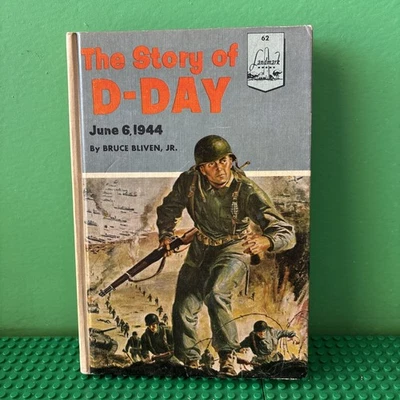 The Story of
D-DAY
June 6, 1944
By BRUCE BLIVEN, JR.
62
Landmark
BOOKS